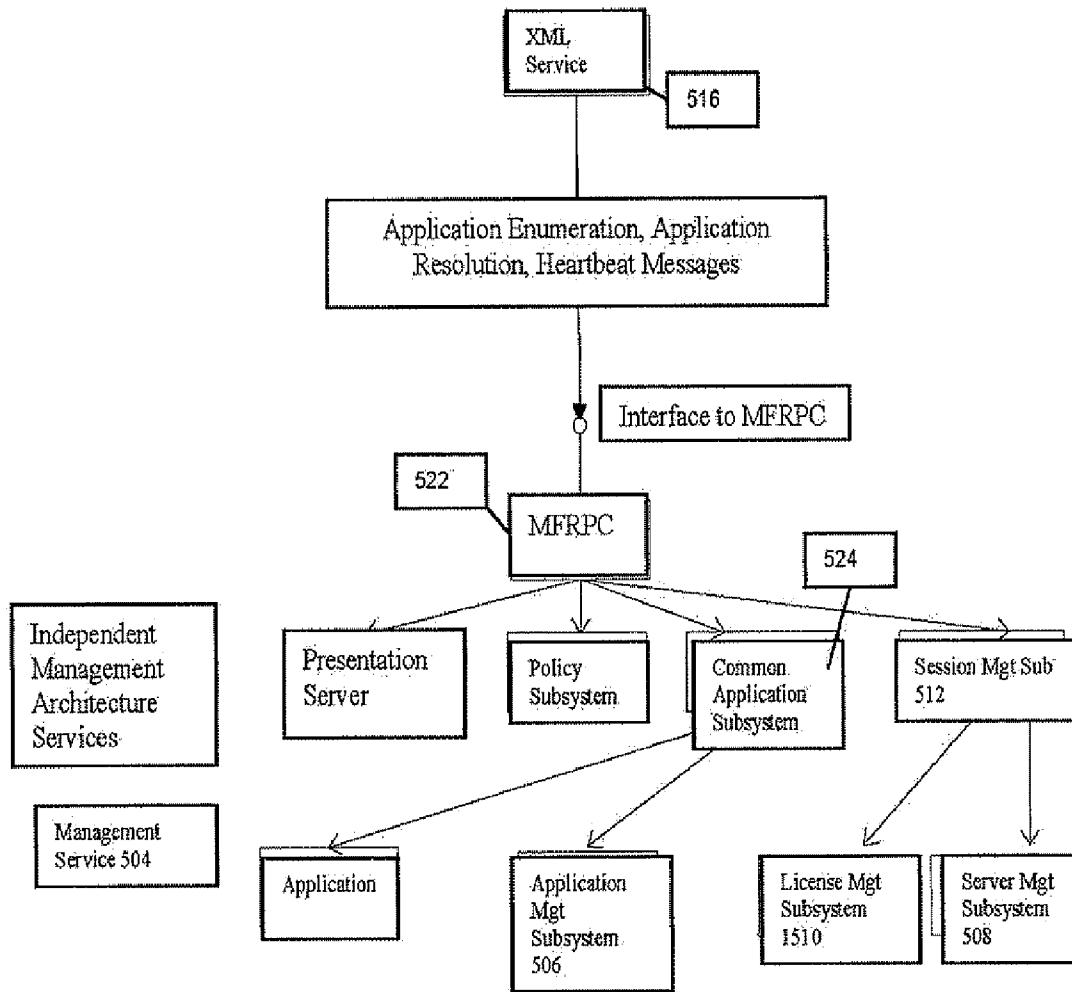 XML
Service
516
Application Enumeration, Application
Resolution, Heartbeat Messages
Interface to MFRPC
522
MFRPC
524
Independent
Management
Architecture
Services
Presentation
Server
Policy
Subsystem
Common
Application
Subsystem
Session Mgt Sub
512
Management
Service 504
Application
Application
Mgt
Subsystem
506
License Mgt
Subsystem
1510
Server Mgt
Subsystem
508